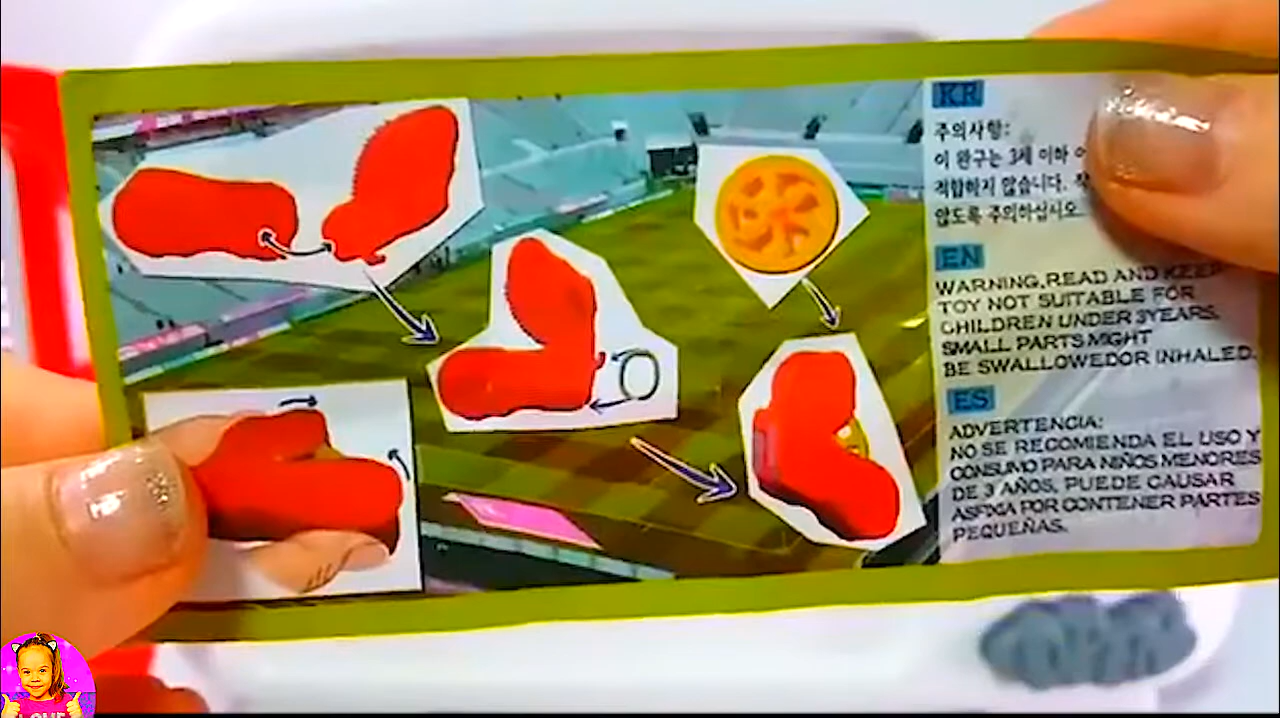 KR
주의사항:
이 완구는 3세 이하
적합하지 않습니다.
않도록 주의하십시오.
EN
WARNING,READ AND KEEP
TOY NOT SUITABLE FOR
CHILDREN UNDER 3YEARS.
SMALL PARTS MIGHT
BE SWALLOWEDOR INHALED.
ES
ADVERTENCIA:
NO SE RECOMIENDA EL USO Y
CONSUMO PARA NIÑOS MENORES
DE 3 AÑOS, PUEDE CAUSAR
ASFIXIA POR CONTENER PARTES
PEQUEÑAS.
LOVE